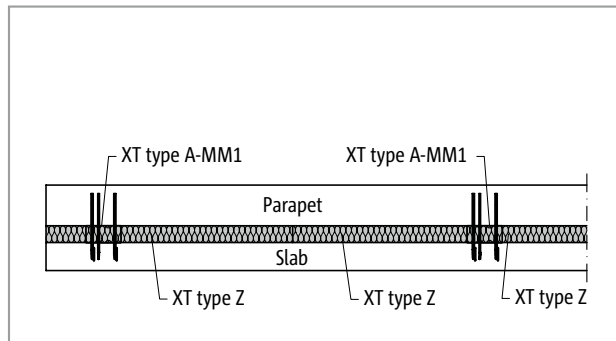 XT type A-MM1 XT type A-MM1
Parapet
Slab
XT type Z XT type Z XT type Z